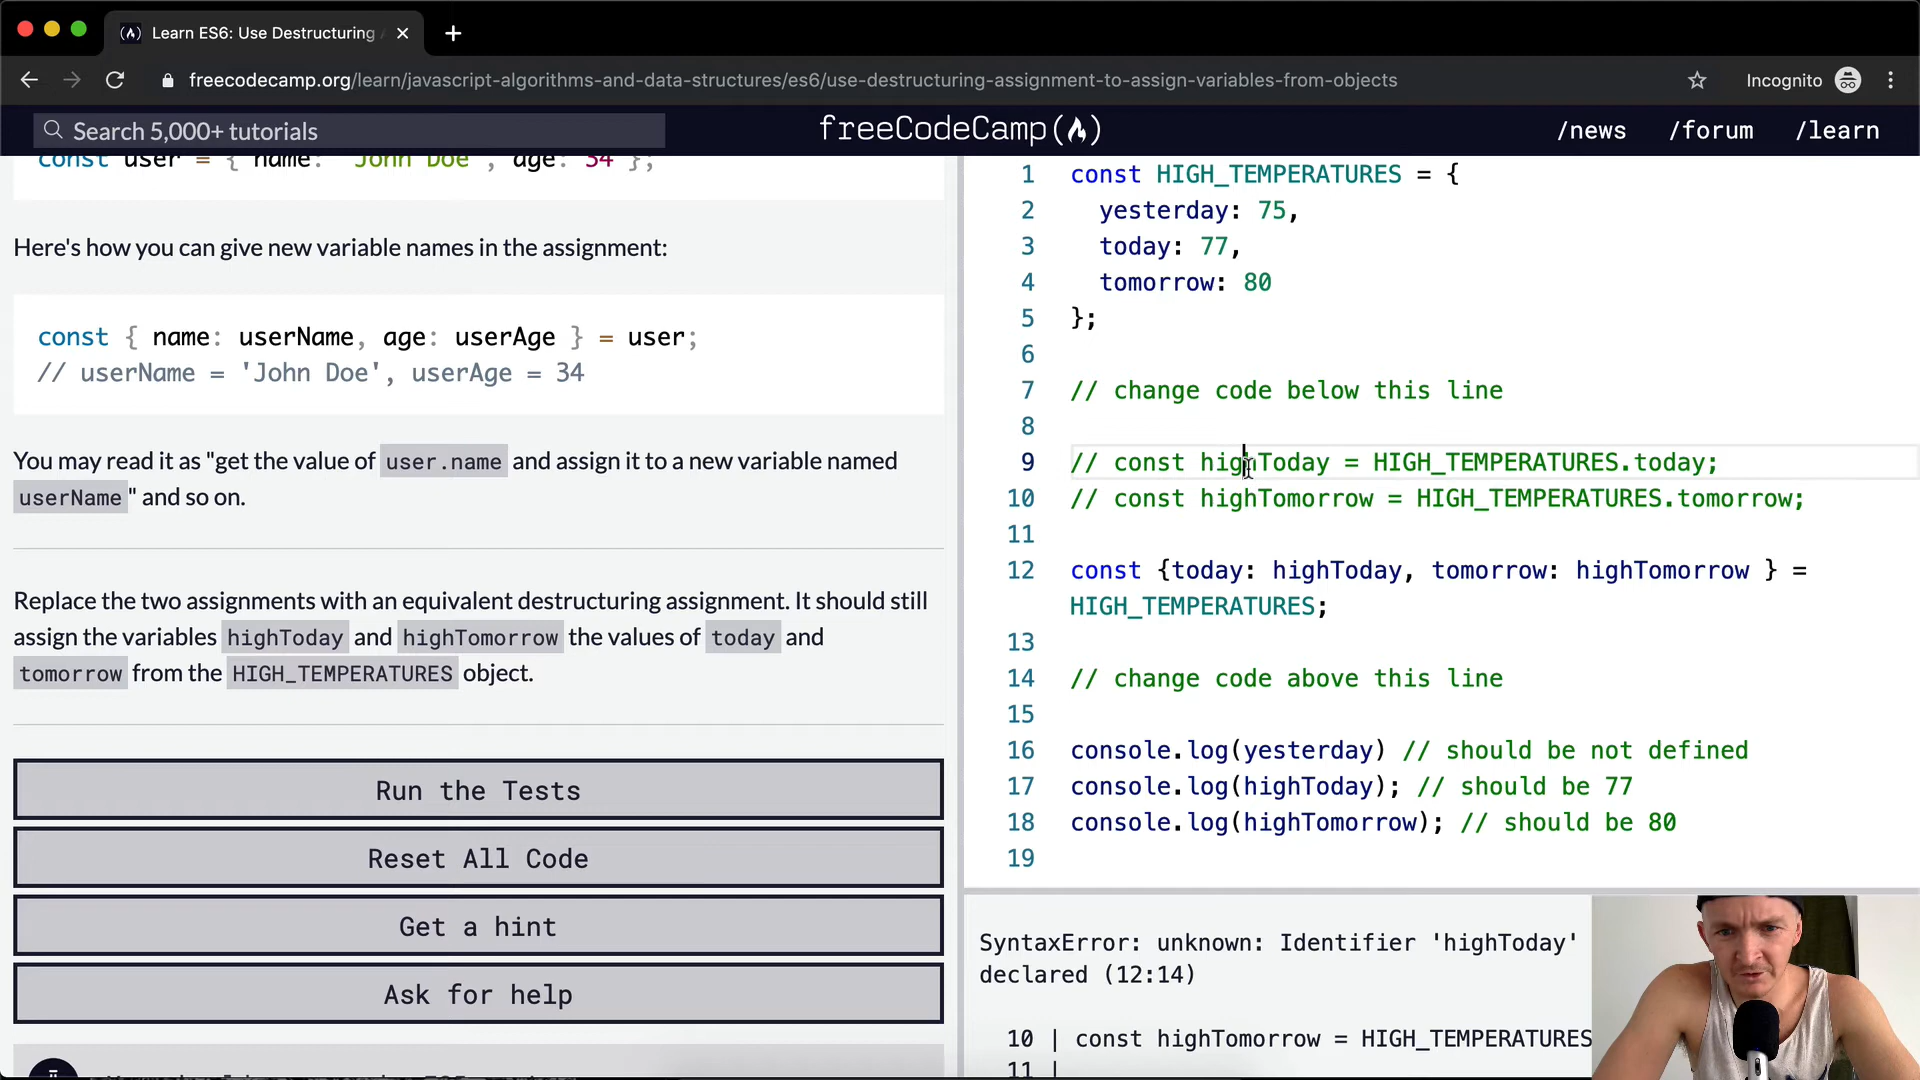 Learn ES6: Use Destructuring
freecodecamp.org/learn/javascript-algorithms-and-data-structures/es6/use-destructuring-assignment-to-assign-variables-from-objects
Incognito
Search 5,000+ tutorials
freeCodeCamp(🔥)
/news /forum /learn
const user = { name: 'John Doe', age: 34 };
Here's how you can give new variable names in the assignment:
const { name: userName, age: userAge } = user;
// userName = 'John Doe', userAge = 34
You may read it as "get the value of user.name and assign it to a new variable named
userName" and so on.
Replace the two assignments with an equivalent destructuring assignment. It should still
assign the variables highToday and highTomorrow the values of today and
tomorrow from the HIGH_TEMPERATURES object.
Run the Tests
Reset All Code
Get a hint
Ask for help
1 const HIGH_TEMPERATURES = {
2 yesterday: 75,
3 today: 77,
4 tomorrow: 80
5 };
6
7 // change code below this line
8
9 // const highToday = HIGH_TEMPERATURES.today;
10 // const highTomorrow = HIGH_TEMPERATURES.tomorrow;
11
12 const {today: highToday, tomorrow: highTomorrow } =
HIGH_TEMPERATURES;
13
14 // change code above this line
15
16 console.log(yesterday) // should be not defined
17 console.log(highToday); // should be 77
18 console.log(highTomorrow); // should be 80
19
SyntaxError: unknown: Identifier 'highToday'
declared (12:14)
10 | const highTomorrow = HIGH_TEMPERATURES
11 |